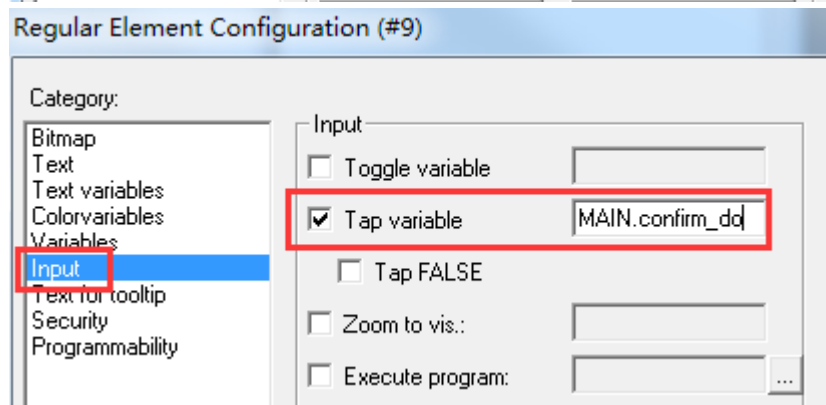 Regular Element Configuration (#9)
Category:
Bitmap
Text
Text variables
Colorvariables
Variables
Input
Text for tooltip
Security
Programmability
Input
Toggle variable
Tap variable MAIN.confirm_do
Tap FALSE
Zoom to vis.:
Execute program: ...